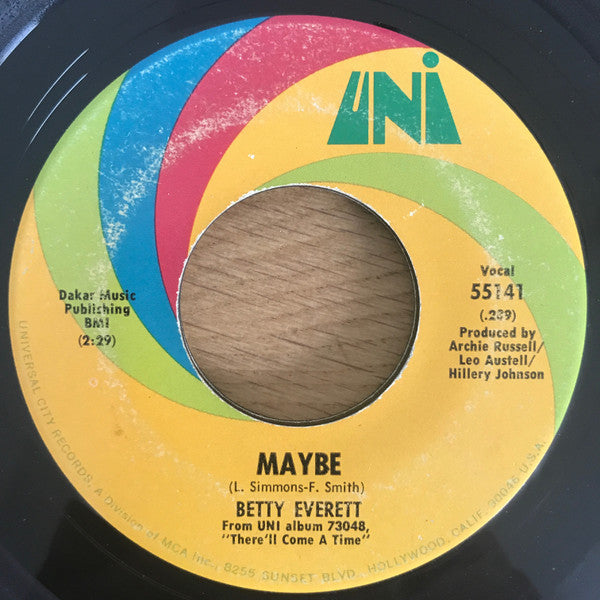 UNi
Dakar Music
Publishing
BMI
(2:29)
Vocal
55141
(.289)
Produced by
Archie Russell/
Leo Austell/
Hillery Johnson
MAYBE
(L. Simmons-F. Smith)
BETTY EVERETT
From UNI album 73048,
"There'll Come A Time"
UNIVERSAL CITY RECORDS, A Division of MCA Inc., 8255 SUNSET BLVD., HOLLYWOOD, CALIF. 90046-U.S.A.